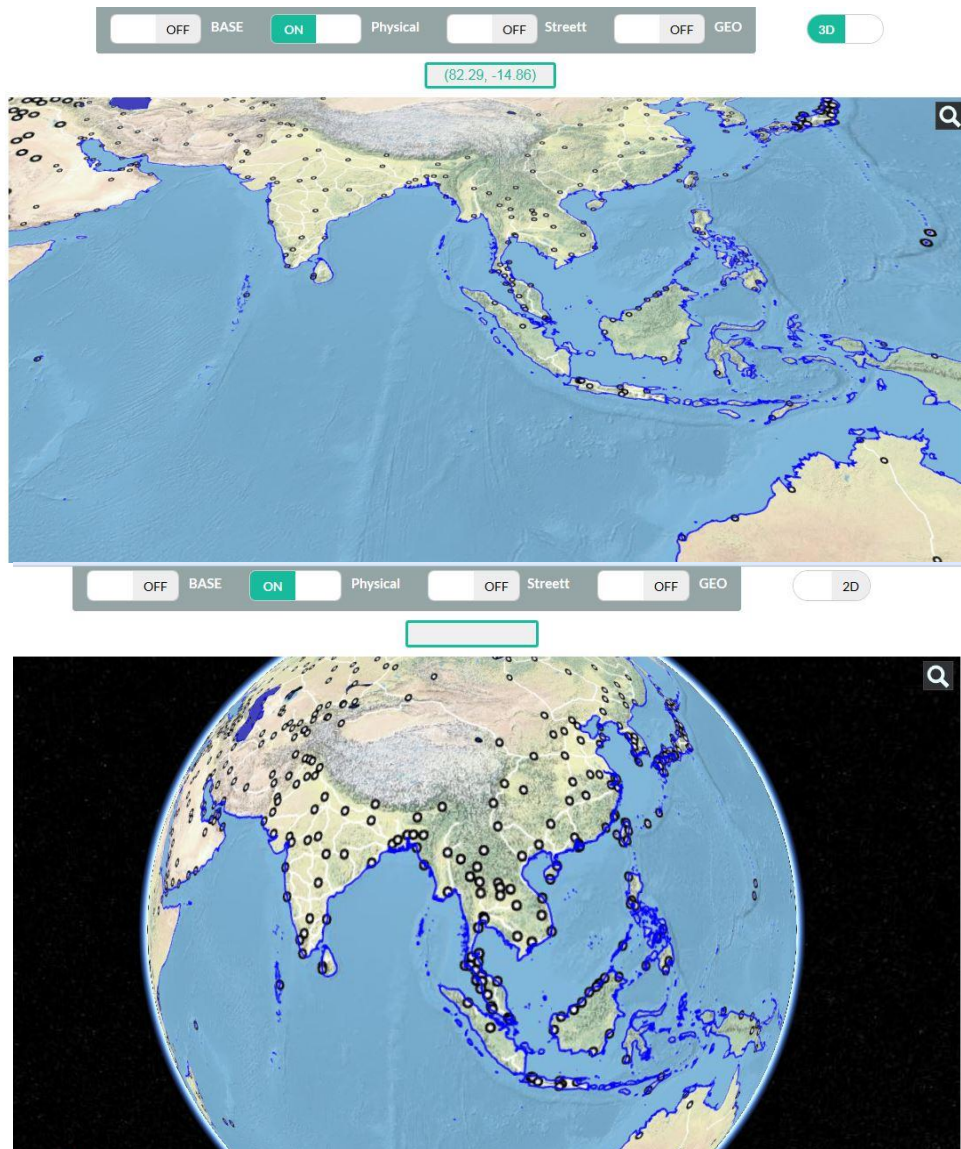 OFF BASE ON Physical OFF Streett OFF GEO 3D
(82.29, -14.86)
OFF BASE ON Physical OFF Streett OFF GEO 2D